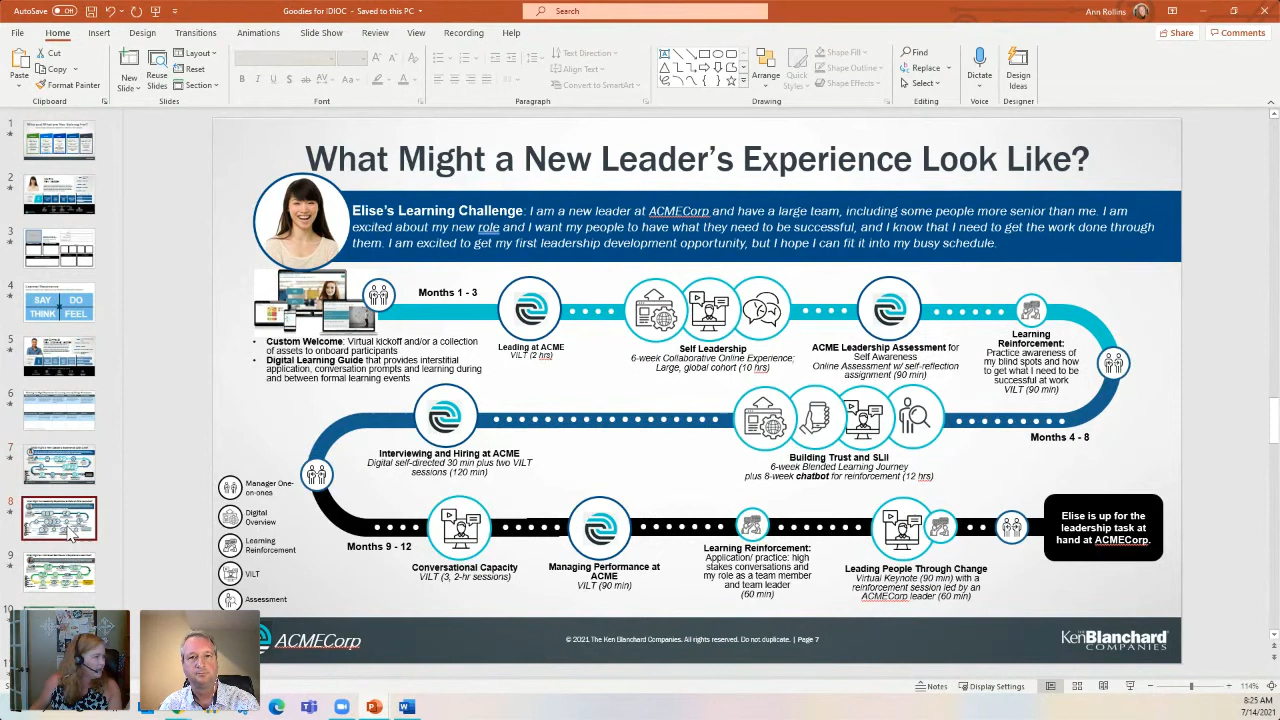 AutoSave
Off
Goodies for IDIOC - Saved to this PC
Search
Ann Rollins
File
Home
Insert
Design
Transitions
Animations
Slide Show
Review
View
Recording
Help
Share
Comments
Paste
Cut
Copy
Format Painter
Clipboard
New
Slide
Reuse
Slides
Layout
Reset
Section
Slides
Font
Text Direction
Align Text
Convert to SmartArt
Paragraph
Arrange
Quick
Styles
Shape Fill
Shape Outline
Shape Effects
Drawing
Find
Replace
Select
Editing
Dictate
Voice
Design
Ideas
Designer
1
4
SAY
DO
THINK
FEEL
5
6
7
8
9
10
What Might a New Leader's Experience Look Like?
Elise's Learning Challenge: I am a new leader at ACMECorp and have a large team, including some people more senior than me. I am
excited about my new role and I want my people to have what they need to be successful, and I know that I need to get the work done through
them. I am excited to get my first leadership development opportunity, but I hope I can fit it into my busy schedule.
Months 1 - 3
• Custom Welcome: Virtual kickoff and/or a collection
of assets to onboard participants
• Digital Learning Guide that provides interstitial
application, conversation prompts and learning during
and between formal learning events
Leading at ACME
VILT (2 hrs)
Self Leadership
6-week Collaborative Online Experience;
Large, global cohort (10 hrs)
ACME Leadership Assessment for
Self Awareness
Online Assessment w/ self-reflection
assignment (90 min)
Learning
Reinforcement:
Practice awareness of
my blind spots and how
to get what I need to be
successful at work
VILT (90 min)
Months 4 - 8
Interviewing and Hiring at ACME
Digital self-directed 30 min plus two VILT
sessions (120 min)
Building Trust and SLII
6-week Blended Learning Journey
plus 8-week chatbot for reinforcement (12 hrs)
Manager One-
on-ones
Digital
Overview
Learning
Reinforcement
VILT
Assessment
Months 9 - 12
Conversational Capacity
VILT (3, 2-hr sessions)
Managing Performance at
ACME
VILT (90 min)
Learning Reinforcement:
Application/ practice: high
stakes conversations and
my role as a team member
and team leader
(60 min)
Leading People Through Change
Virtual Keynote (90 min) with a
reinforcement session led by an
ACMECorp leader (60 min)
Elise is up for the
leadership task at
hand at ACMECorp.
ACMECorp
© 2021 The Ken Blanchard Companies. All rights reserved. Do not duplicate. | Page 7
KenBlanchard
COMPANIES
Notes
Display Settings
114%
8:25 AM
7/14/2021